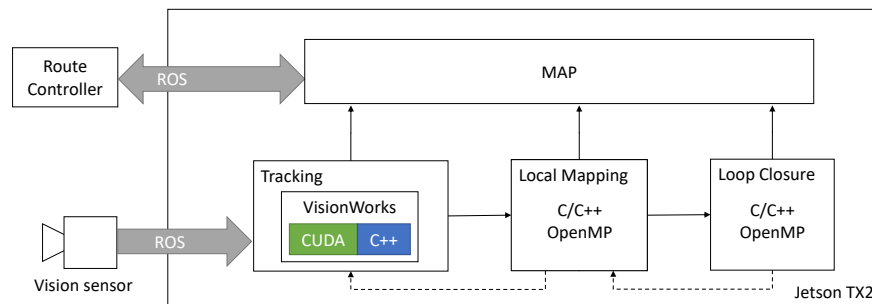 Route
Controller
ROS
MAP
Tracking
VisionWorks
CUDA
C++
Local Mapping
C/C++
OpenMP
Loop Closure
C/C++
OpenMP
ROS
Vision sensor
Jetson TX2